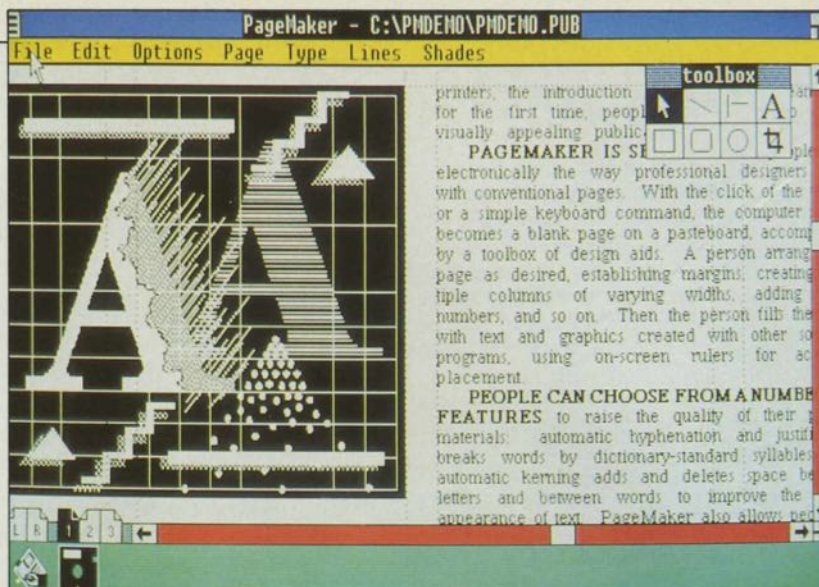 PageMaker - C:\PMDEMO\PMDEMO.PUB
File Edit Options Page Type Lines Shades
toolbox
A
printers, the introduction
for the first time, peopl
visually appealing public
PAGEMAKER IS SE
electronically the way professional designers
with conventional pages. With the click of the
or a simple keyboard command, the computer
becomes a blank page on a pasteboard, accom
by a toolbox of design aids. A person arrang
page as desired, establishing margins, creating
tiple columns of varying widths, adding
numbers, and so on. Then the person fills the
with text and graphics created with other so
programs, using on-screen rulers for ac
placement.
PEOPLE CAN CHOOSE FROM A NUMBE
FEATURES to raise the quality of their p
materials: automatic hyphenation and justifi
breaks words by dictionary-standard syllables
automatic kerning adds and deletes space be
letters and between words to improve the
appearance of text. PageMaker also allows peo
A A
L R 1 2 3